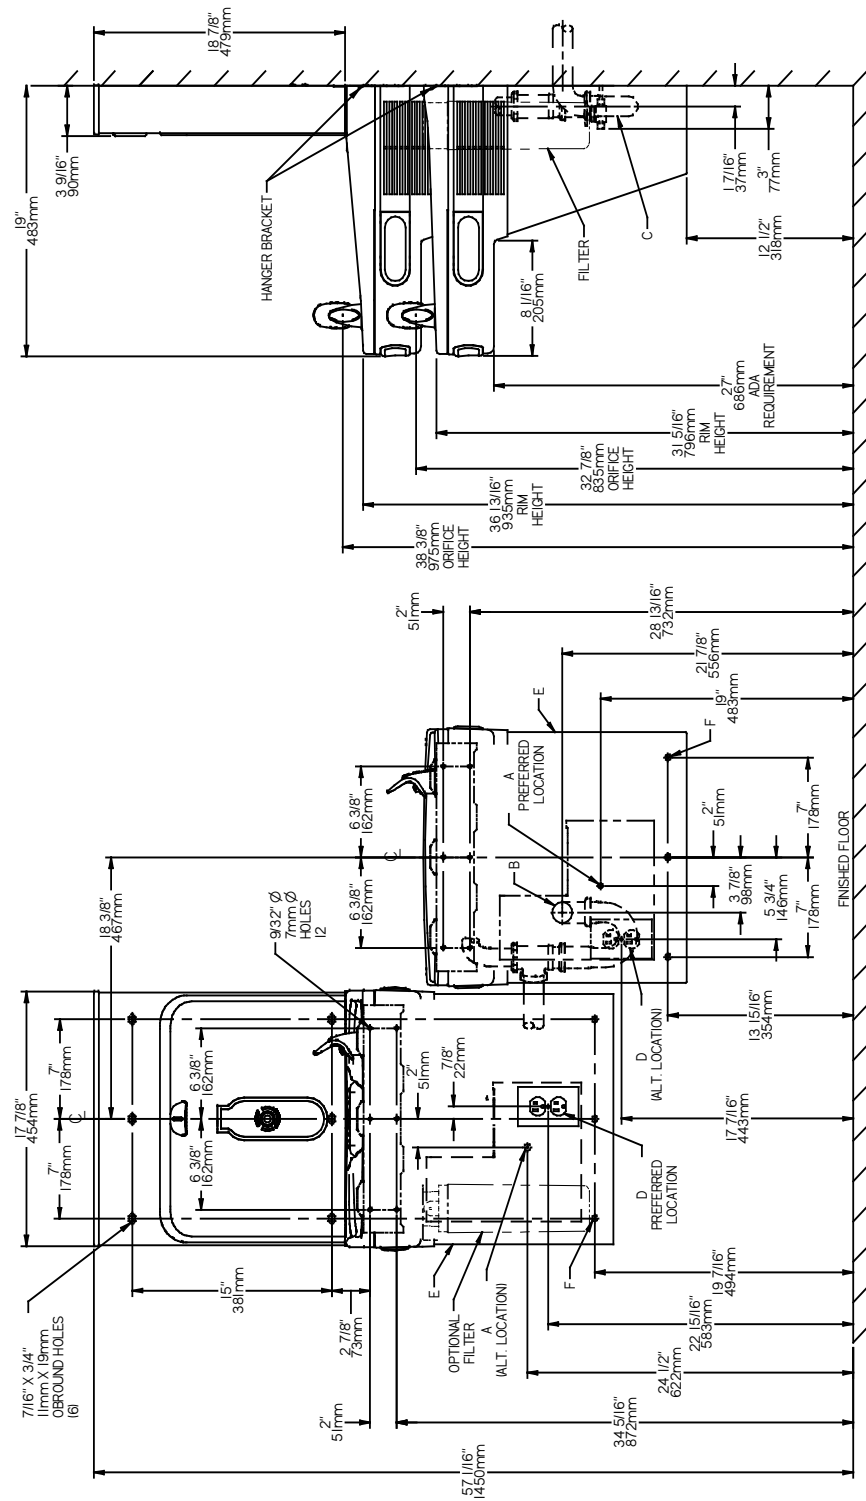 18 7/8"
479mm
3 9/16"
90mm
19"
483mm
HANGER BRACKET
FILTER
C
1 7/16"
37mm
3"
77mm
12 1/2"
318mm
8 1/16"
205mm
27"
686mm
ADA
REQUIREMENT
31 5/16"
796mm
RIM
HEIGHT
32 7/8"
835mm
ORIFICE
HEIGHT
36 13/16"
935mm
RIM
HEIGHT
38 3/8"
975mm
ORIFICE
HEIGHT
2"
51mm
28 13/16"
732mm
21 7/8"
556mm
19"
483mm
E
F
A
PREFERRED
LOCATION
B
6 3/8"
162mm
6 3/8"
162mm
18 3/8"
467mm
9/32" Ø
7mm Ø
HOLES
12
2"
51mm
7"
178mm
3 7/8"
98mm
5 3/4"
146mm
7"
178mm
FINISHED FLOOR
13 15/16"
354mm
D
(ALT. LOCATION)
17 7/16"
443mm
17 7/8"
454mm
7"
178mm
7"
178mm
6 3/8"
162mm
6 3/8"
162mm
2"
51mm
7/8"
22mm
D
PREFERRED
LOCATION
7/16" X 3/4"
11mm X 19mm
OBROUND HOLES
(6)
15"
381mm
2 7/8"
73mm
2"
51mm
E
OPTIONAL
FILTER
A
(ALT. LOCATION)
F
19 7/16"
494mm
22 15/16"
583mm
24 1/2"
622mm
34 5/16"
872mm
57 1/16"
1450mm